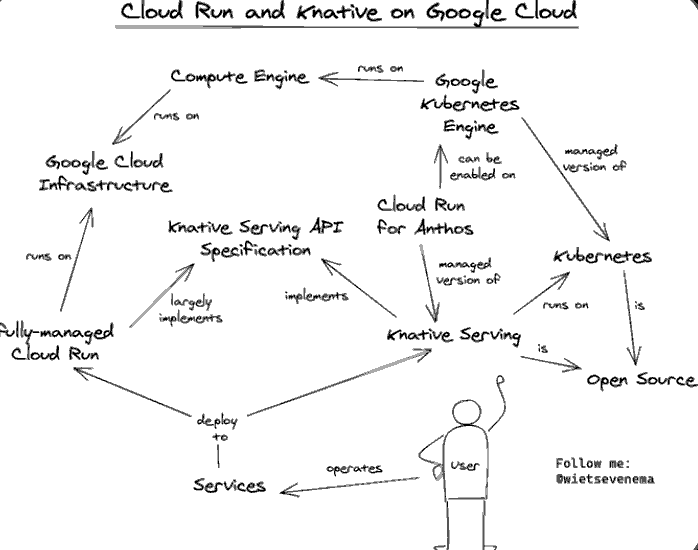 Cloud Run and Knative on Google Cloud
Compute Engine
runs on
Google
Kubernetes
Engine
runs on
managed
version of
can be
enabled on
Google Cloud
Infrastructure
Cloud Run
for Anthos
Knative Serving API
Specification
runs on
managed
version of
Kubernetes
largely
implements
implements
runs on
is
fully-managed
Cloud Run
Knative Serving
is
Open Source
deploy
to
Services
operates
User
Follow me:
@wietsevenema